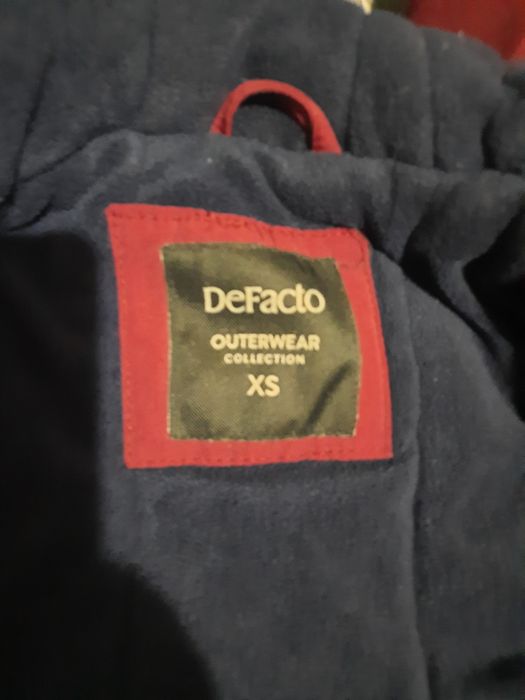 DeFacto
OUTERWEAR
COLLECTION
XS